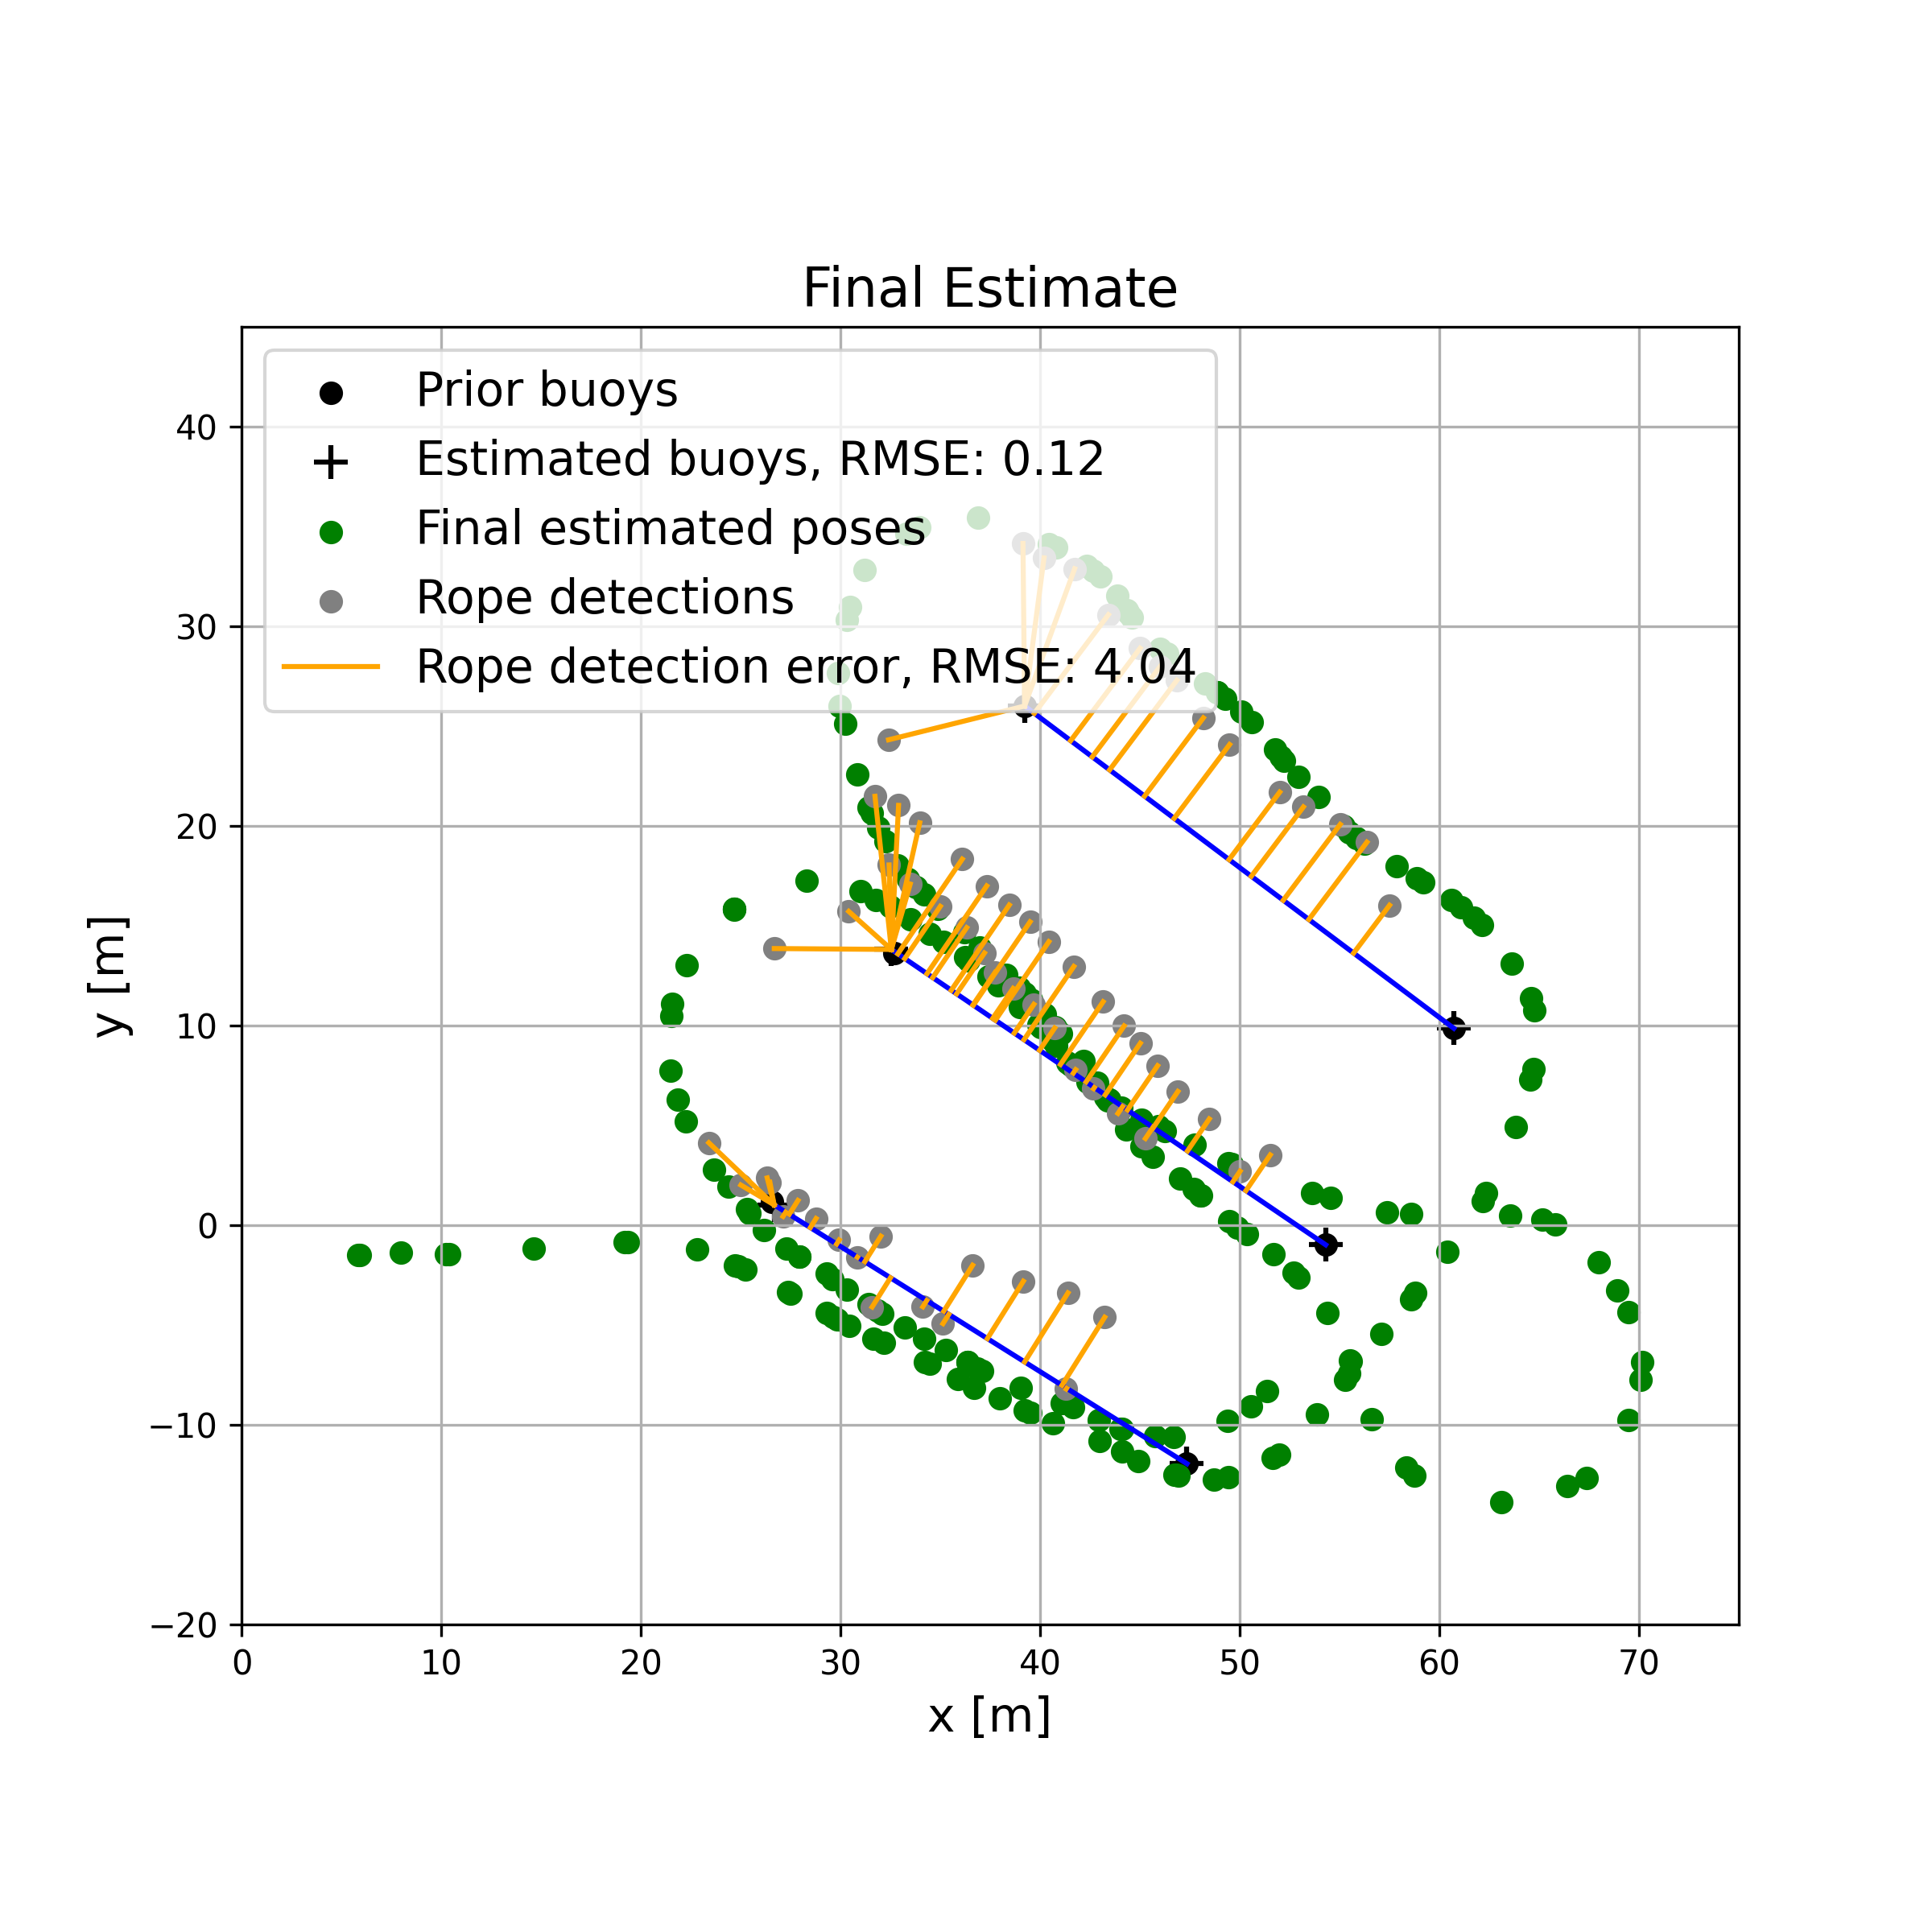 Final Estimate
Prior buoys
Estimated buoys, RMSE: 0.12
Final estimated poses
Rope detections
Rope detection error, RMSE: 4.04
40
30
20
10
0
−10
−20
y [m]
0 10 20 30 40 50 60 70
x [m]